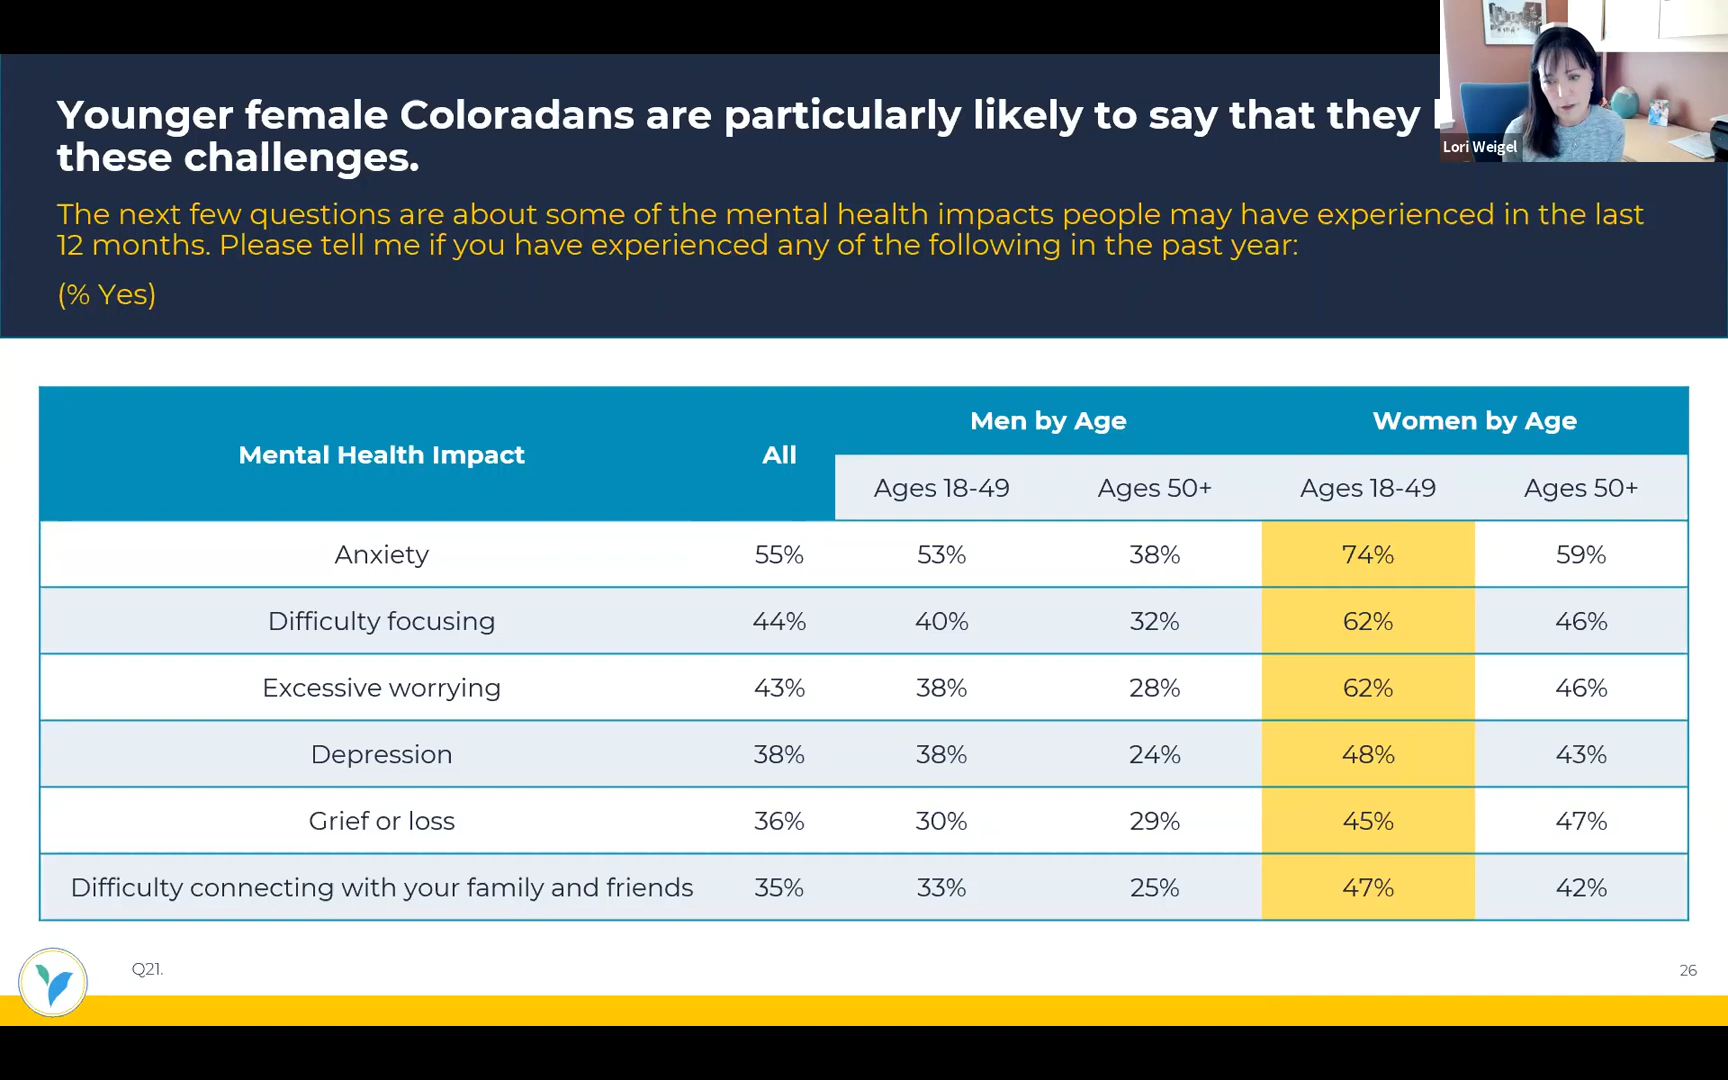 Younger female Coloradans are particularly likely to say that they
these challenges.
The next few questions are about some of the mental health impacts people may have experienced in the last
12 months. Please tell me if you have experienced any of the following in the past year:
(% Yes)
Lori Weigel
Mental Health Impact All Men by Age Women by Age
Ages 18-49 Ages 50+ Ages 18-49 Ages 50+
Anxiety 55% 53% 38% 74% 59%
Difficulty focusing 44% 40% 32% 62% 46%
Excessive worrying 43% 38% 28% 62% 46%
Depression 38% 38% 24% 48% 43%
Grief or loss 36% 30% 29% 45% 47%
Difficulty connecting with your family and friends 35% 33% 25% 47% 42%
Q21.
26